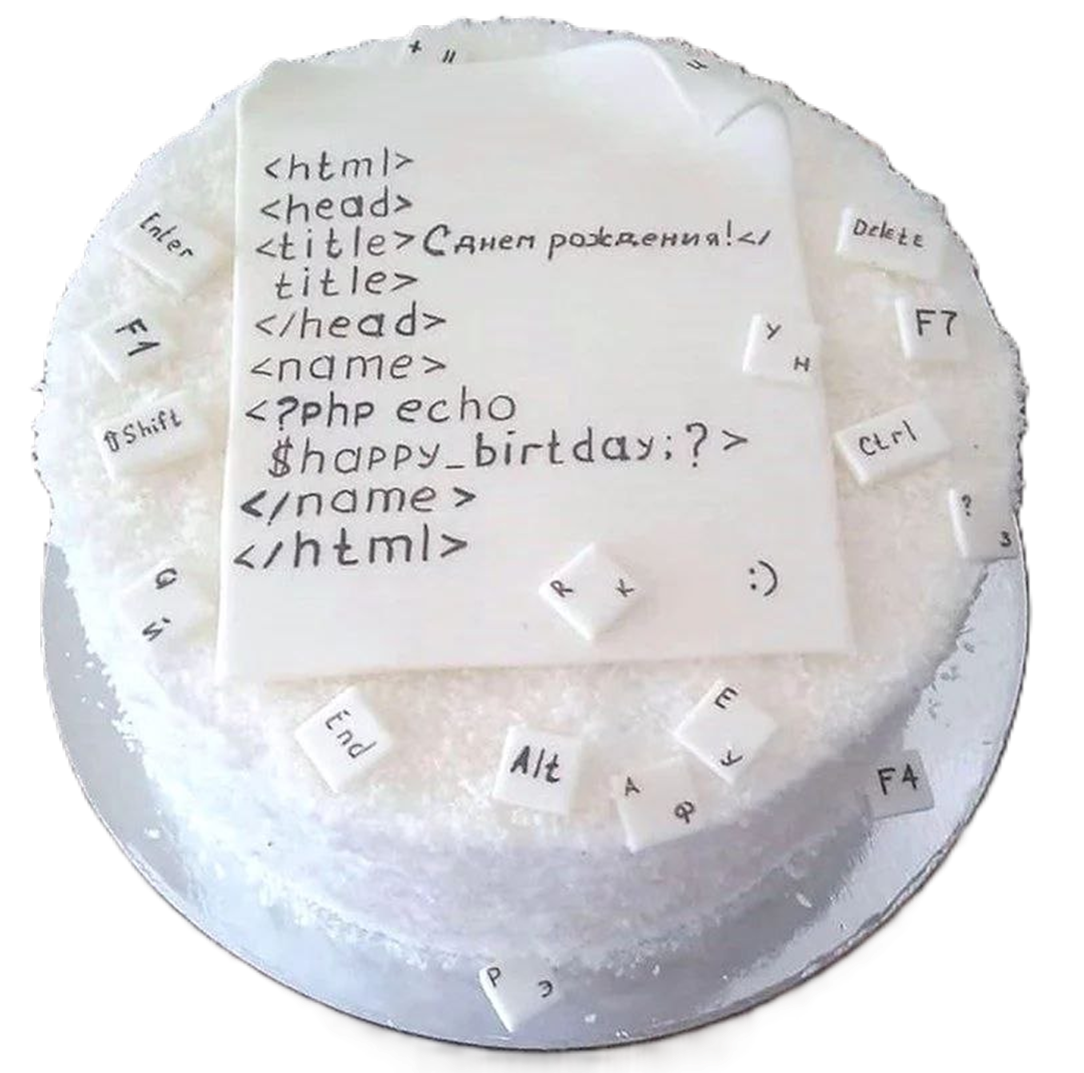 + =
Ч
<html>
<head>
<title>С днем рождения!</
title>
</head>
<name>
<?php echo
$happy_birtday;?>
</name>
</html>
:)
Enter
Delete
F1
F7
У Н
⇧Shift
Ctrl
? 3
Q Й
R К
End
Alt
E К
А Ф
F4
Р Э